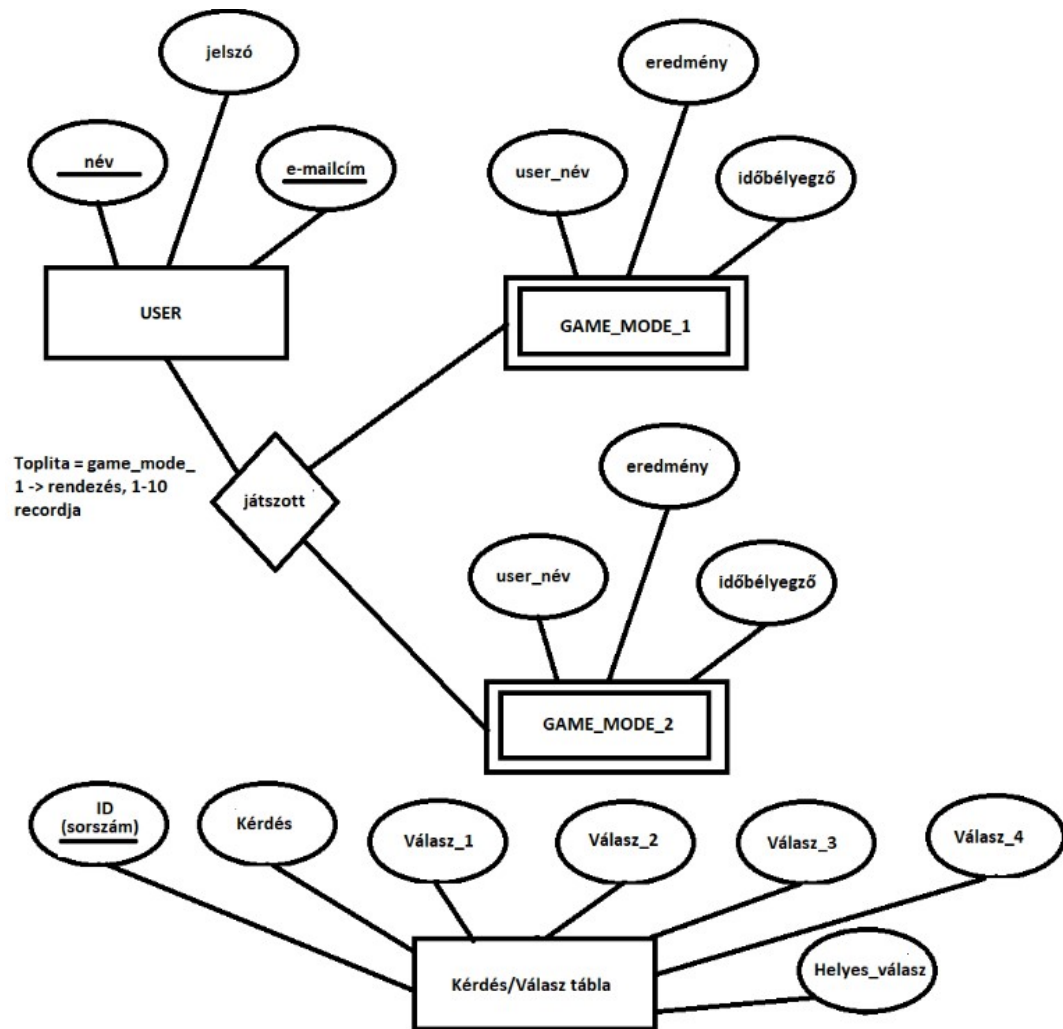 jelszó
név
e-mailcím
USER
eredmény
user_név
időbélyegző
GAME_MODE_1
Toplita = game_mode_
1 -> rendezés, 1-10
recordja
játszott
eredmény
user_név
időbélyegző
GAME_MODE_2
ID
(sorszám)
Kérdés
Válasz_1
Válasz_2
Válasz_3
Válasz_4
Helyes_válasz
Kérdés/Válasz tábla